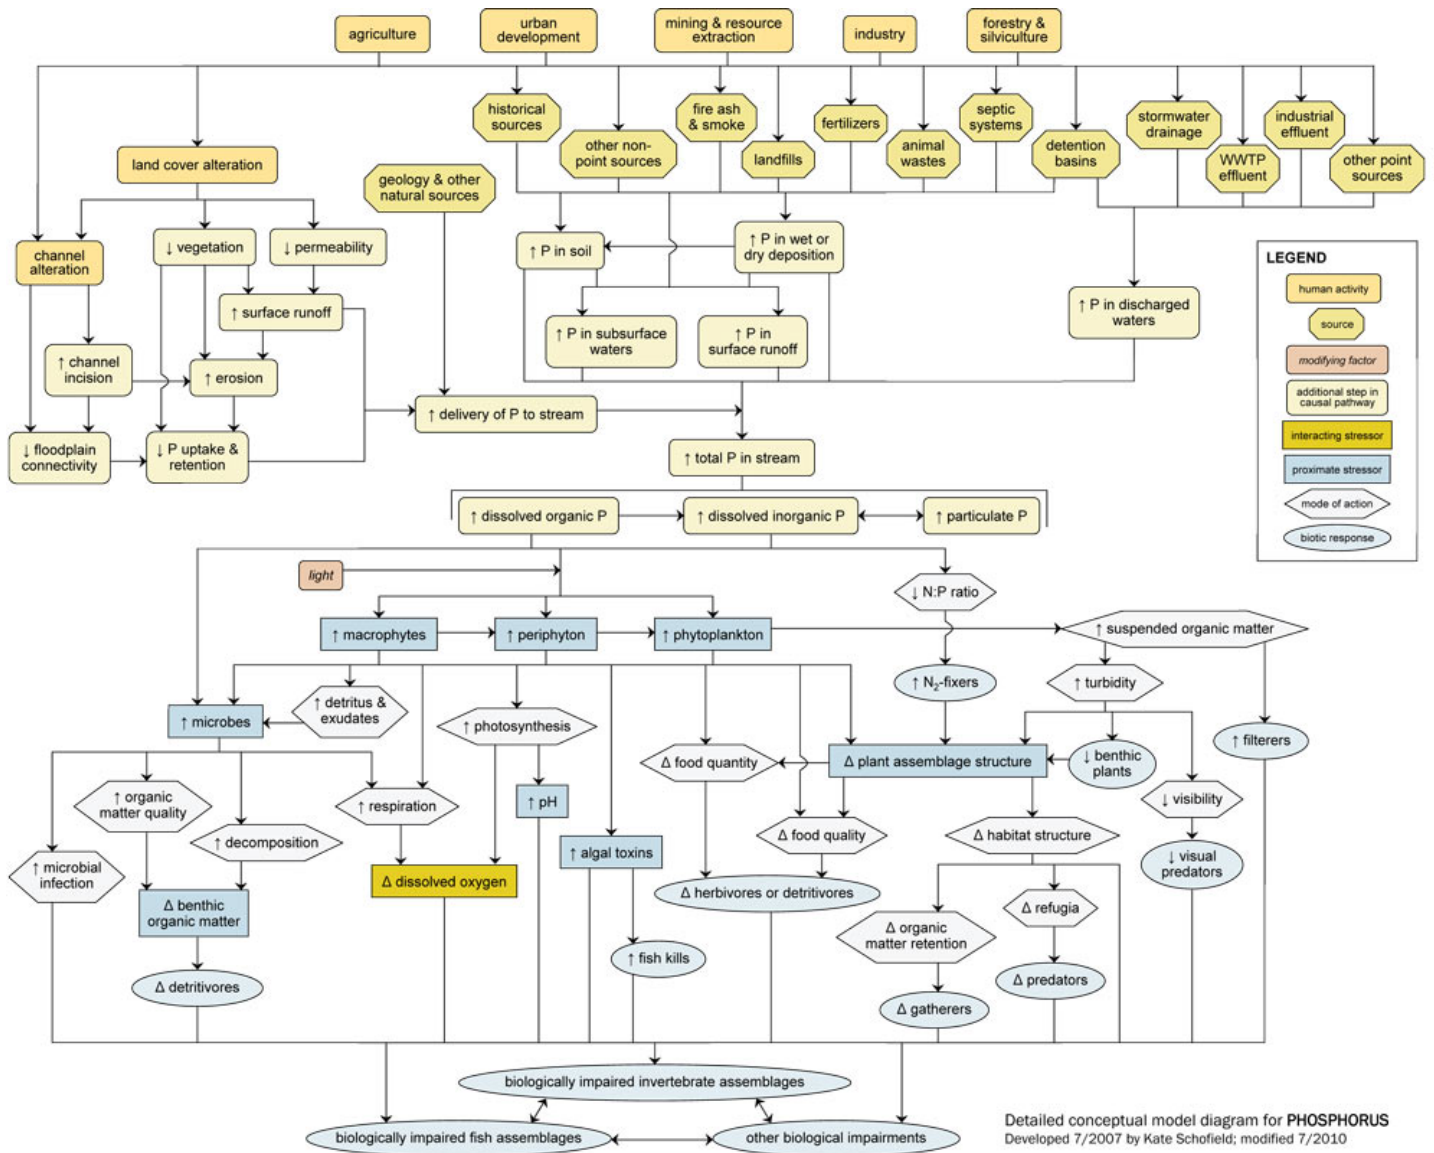 agriculture
urban
development
mining & resource
extraction
industry
forestry &
silviculture
historical
sources
other non-
point sources
fire ash
& smoke
landfills
fertilizers
animal
wastes
septic
systems
detention
basins
stormwater
drainage
WWTP
effluent
industrial
effluent
other point
sources
land cover alteration
geology & other
natural sources
channel
alteration
↓ vegetation
↓ permeability
↑ P in soil
↑ P in wet or
dry deposition
↑ surface runoff
↑ P in subsurface
waters
↑ P in
surface runoff
↑ P in discharged
waters
↑ channel
incision
↑ erosion
↑ delivery of P to stream
↓ floodplain
connectivity
↓ P uptake &
retention
↑ total P in stream
LEGEND
human activity
source
modifying factor
additional step in
causal pathway
interacting stressor
proximate stressor
mode of action
biotic response
↑ dissolved organic P
↑ dissolved inorganic P
↑ particulate P
light
↓ N:P ratio
↑ macrophytes
↑ periphyton
↑ phytoplankton
↑ suspended organic matter
↑ N₂-fixers
↑ turbidity
↑ microbes
↑ detritus &
exudates
↑ photosynthesis
Δ food quantity
Δ plant assemblage structure
↓ benthic
plants
↑ filterers
↑ organic
matter quality
↑ respiration
↑ pH
↓ visibility
↑ decomposition
↑ algal toxins
Δ food quality
Δ habitat structure
↑ microbial
infection
Δ dissolved oxygen
Δ herbivores or detritivores
↓ visual
predators
Δ benthic
organic matter
Δ organic
matter retention
Δ refugia
↑ fish kills
Δ detritivores
Δ gatherers
Δ predators
biologically impaired invertebrate assemblages
biologically impaired fish assemblages
other biological impairments
Detailed conceptual model diagram for PHOSPHORUS
Developed 7/2007 by Kate Schofield; modified 7/2010